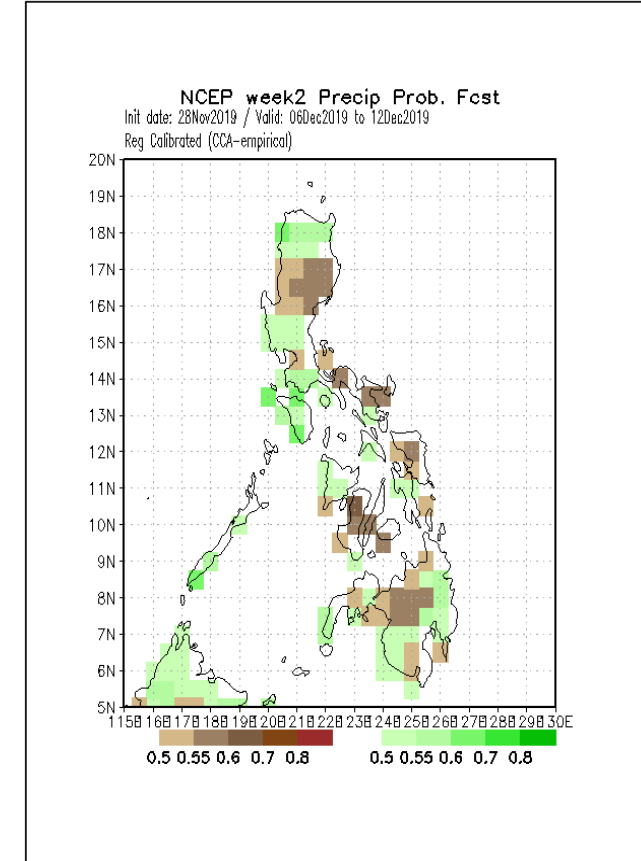 NCEP week2 Precip Prob. Fcst
Init date: 28Nov2019 / Valid: 06Dec2019 to 12Dec2019
Reg Calibrated (CCA-empirical)
20N
19N
18N
17N
16N
15N
14N
13N
12N
11N
10N
9N
8N
7N
6N
5N
115E 116E 117E 118E 119E 120E 121E 122E 123E 124E 125E 126E 127E 128E 129E 130E
0.5 0.55 0.6 0.7 0.8 0.5 0.55 0.6 0.7 0.8